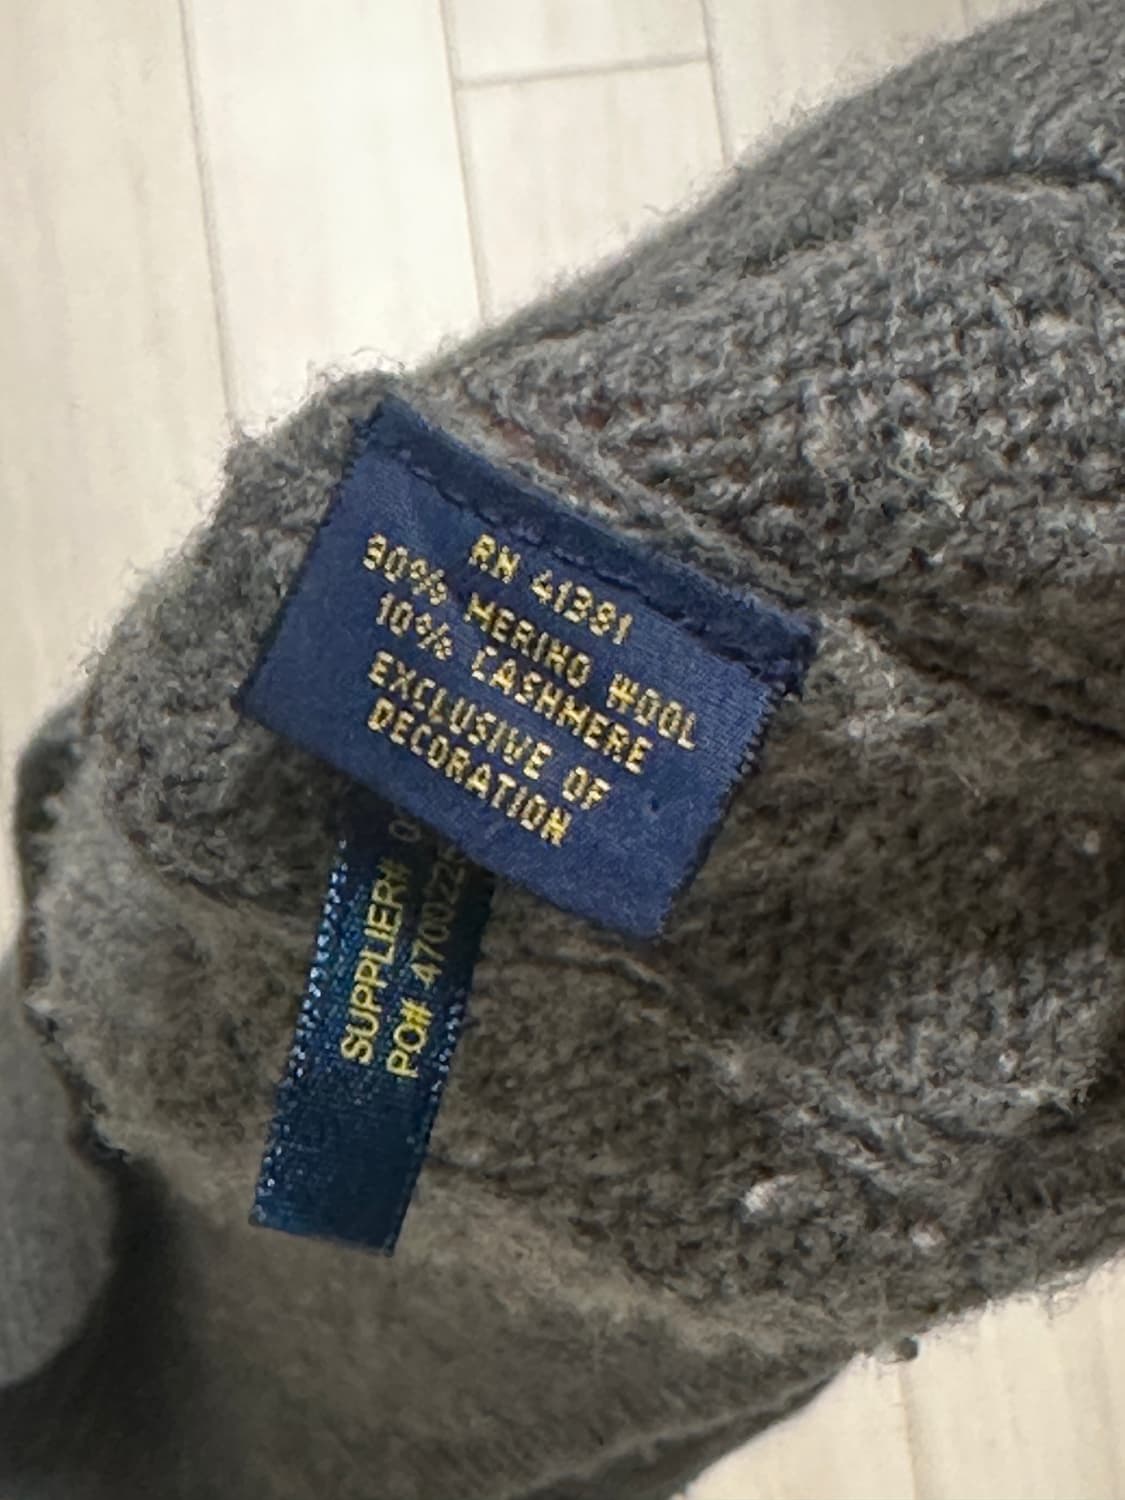 RN 41381
90% MERINO WOOL
10% CASHMERE
EXCLUSIVE OF
DECORATION
SUPPLIER#
PO#